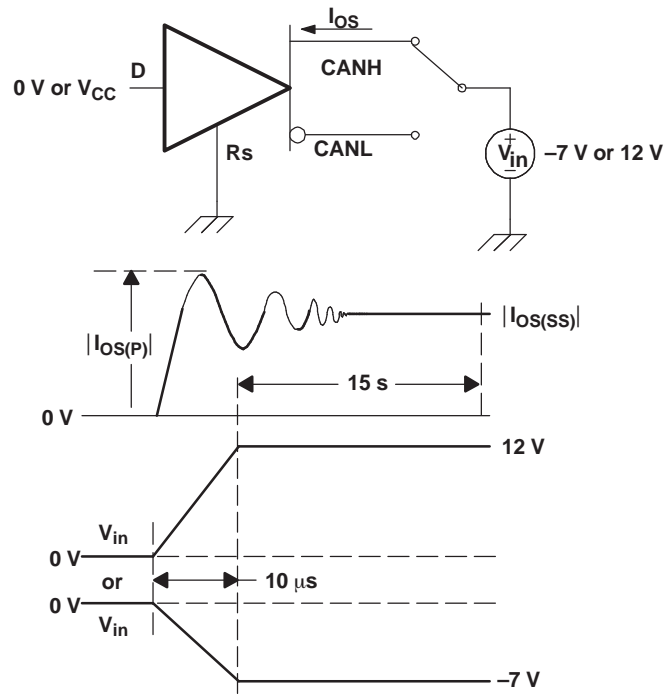 I_OS
D
CANH
0 V or V_CC
Rs
CANL
V_in
–7 V or 12 V
|I_OS(P)|
|I_OS(SS)|
15 s
0 V
12 V
V_in
0 V
or
10 μs
0 V
V_in
–7 V